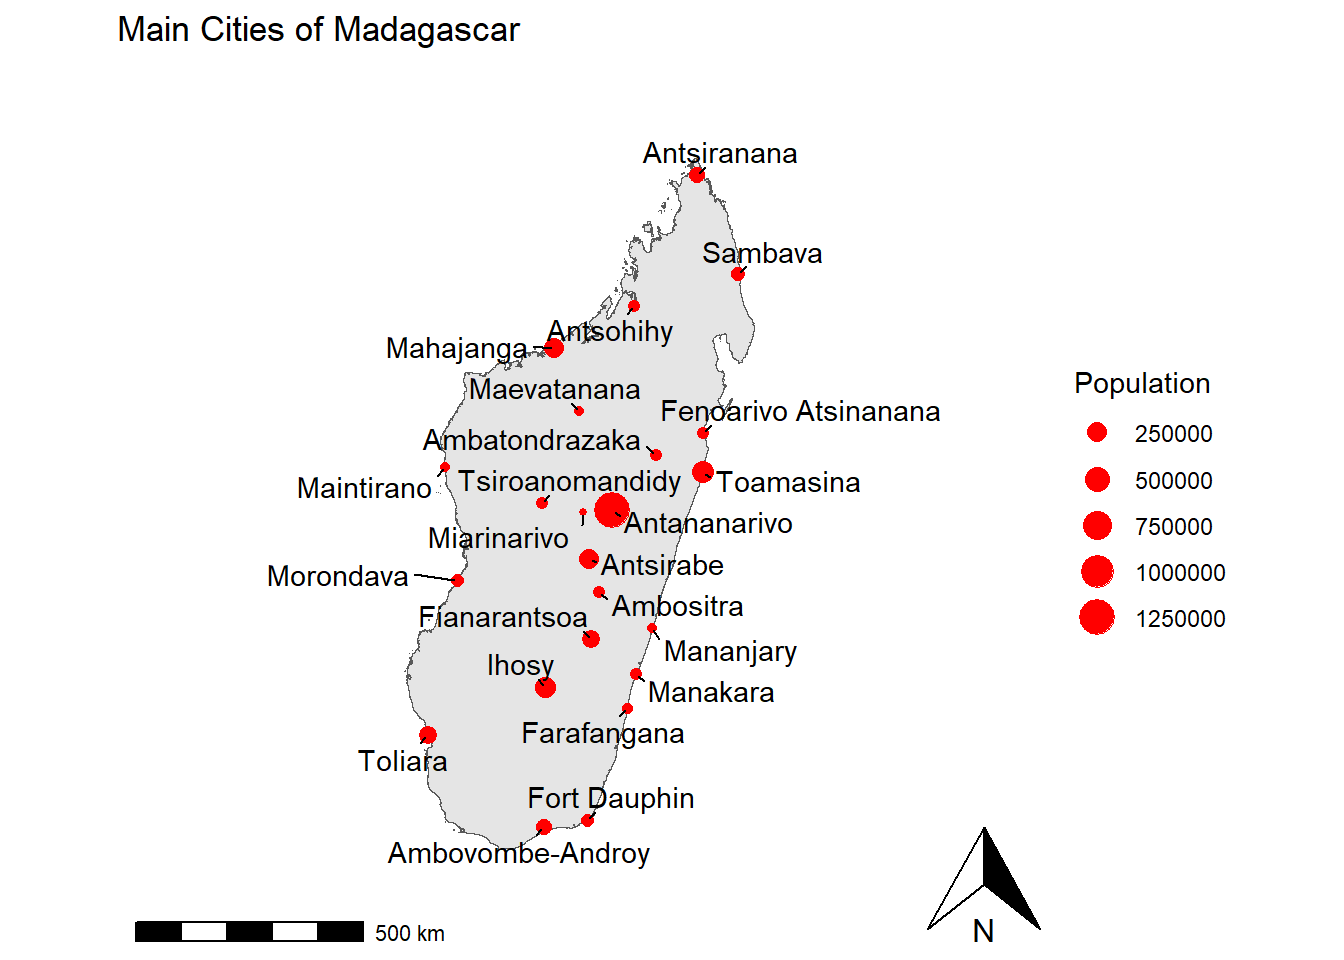 Main Cities of Madagascar
Antsiranana
Sambava
Antsohihy
Mahajanga
Maevatanana
Fenoarivo Atsinanana
Ambatondrazaka
Maintirano
Tsiroanomandidy
Toamasina
Antananarivo
Miarinarivo
Antsirabe
Morondava
Ambositra
Fianarantsoa
Mananjary
Ihosy
Manakara
Farafangana
Toliara
Fort Dauphin
Ambovombe-Androy
Population
250000
500000
750000
1000000
1250000
500 km
N